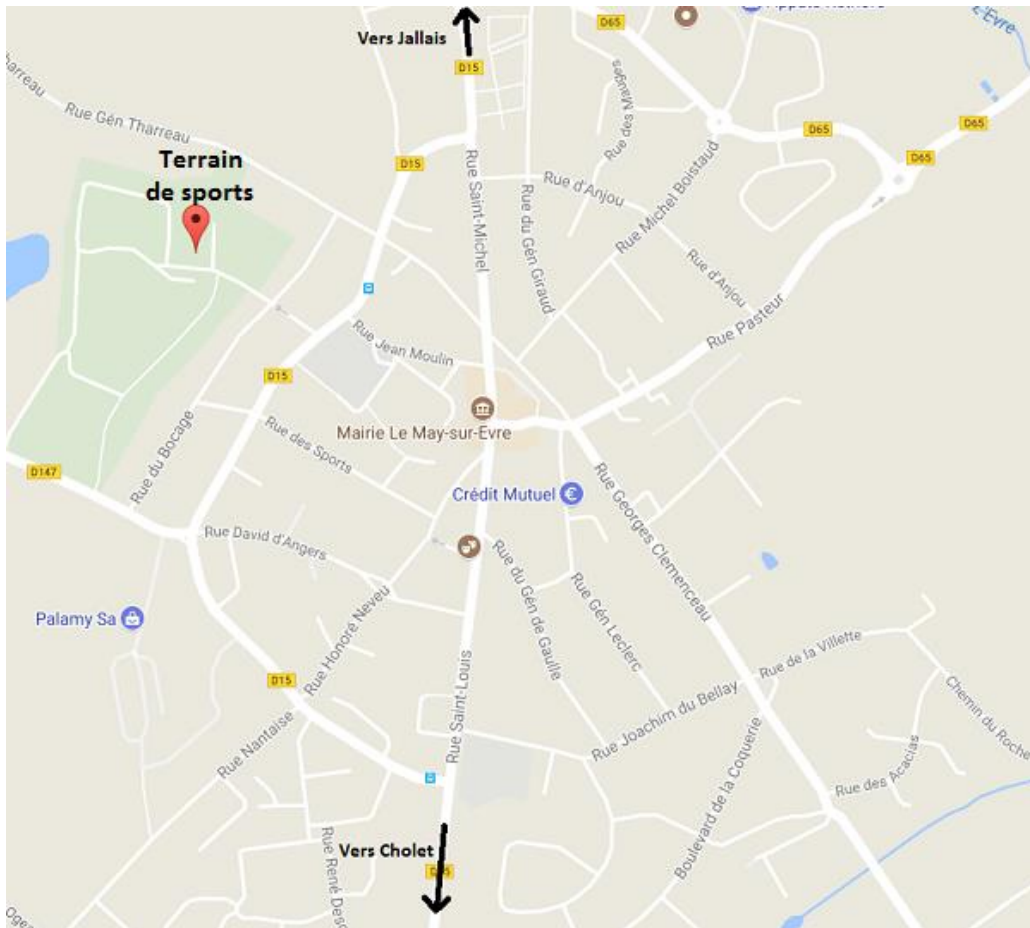 D65
L'Evre
Vers Jallais
D15
Rue des Mauges
Rue Gén Tharreau
D65
D65
D65
Terrain
de sports
D15
Rue Saint-Michel
Rue d'Anjou
Rue Michel Boistaud
Rue du Gén Giraud
Rue d'Anjou
Rue Pasteur
Rue Jean Moulin
D15
Mairie Le May-sur-Evre
Rue du Bocage
Rue des Sports
D147
Crédit Mutuel
Rue Georges Clemenceau
Rue David d'Angers
Rue du Gén de Gaulle
Rue Gén Leclerc
Palamy Sa
Rue Honoré Neveu
Rue de la Villette
D15
Rue Saint-Louis
Rue Joachim du Bellay
Chemin du Roche
Rue Nantaise
Boulevard de la Coquerie
Rue des Acacias
Vers Cholet
Rue René Desc